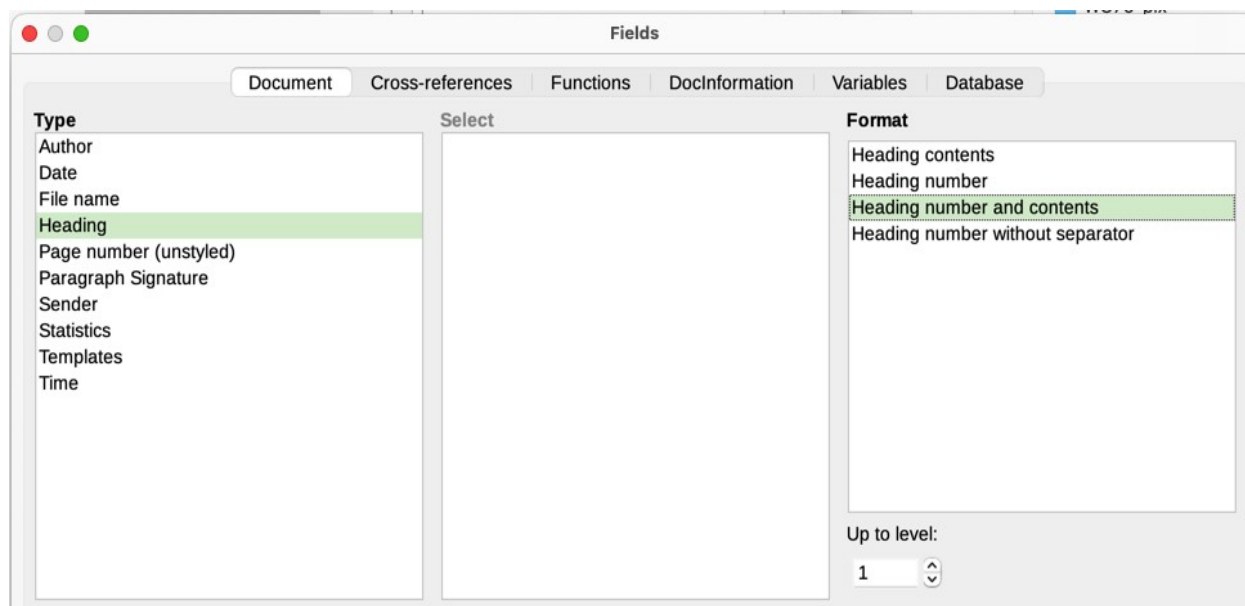 Fields
Document Cross-references Functions DocInformation Variables Database
Type
Author
Date
File name
Heading
Page number (unstyled)
Paragraph Signature
Sender
Statistics
Templates
Time
Select
Format
Heading contents
Heading number
Heading number and contents
Heading number without separator
Up to level:
1